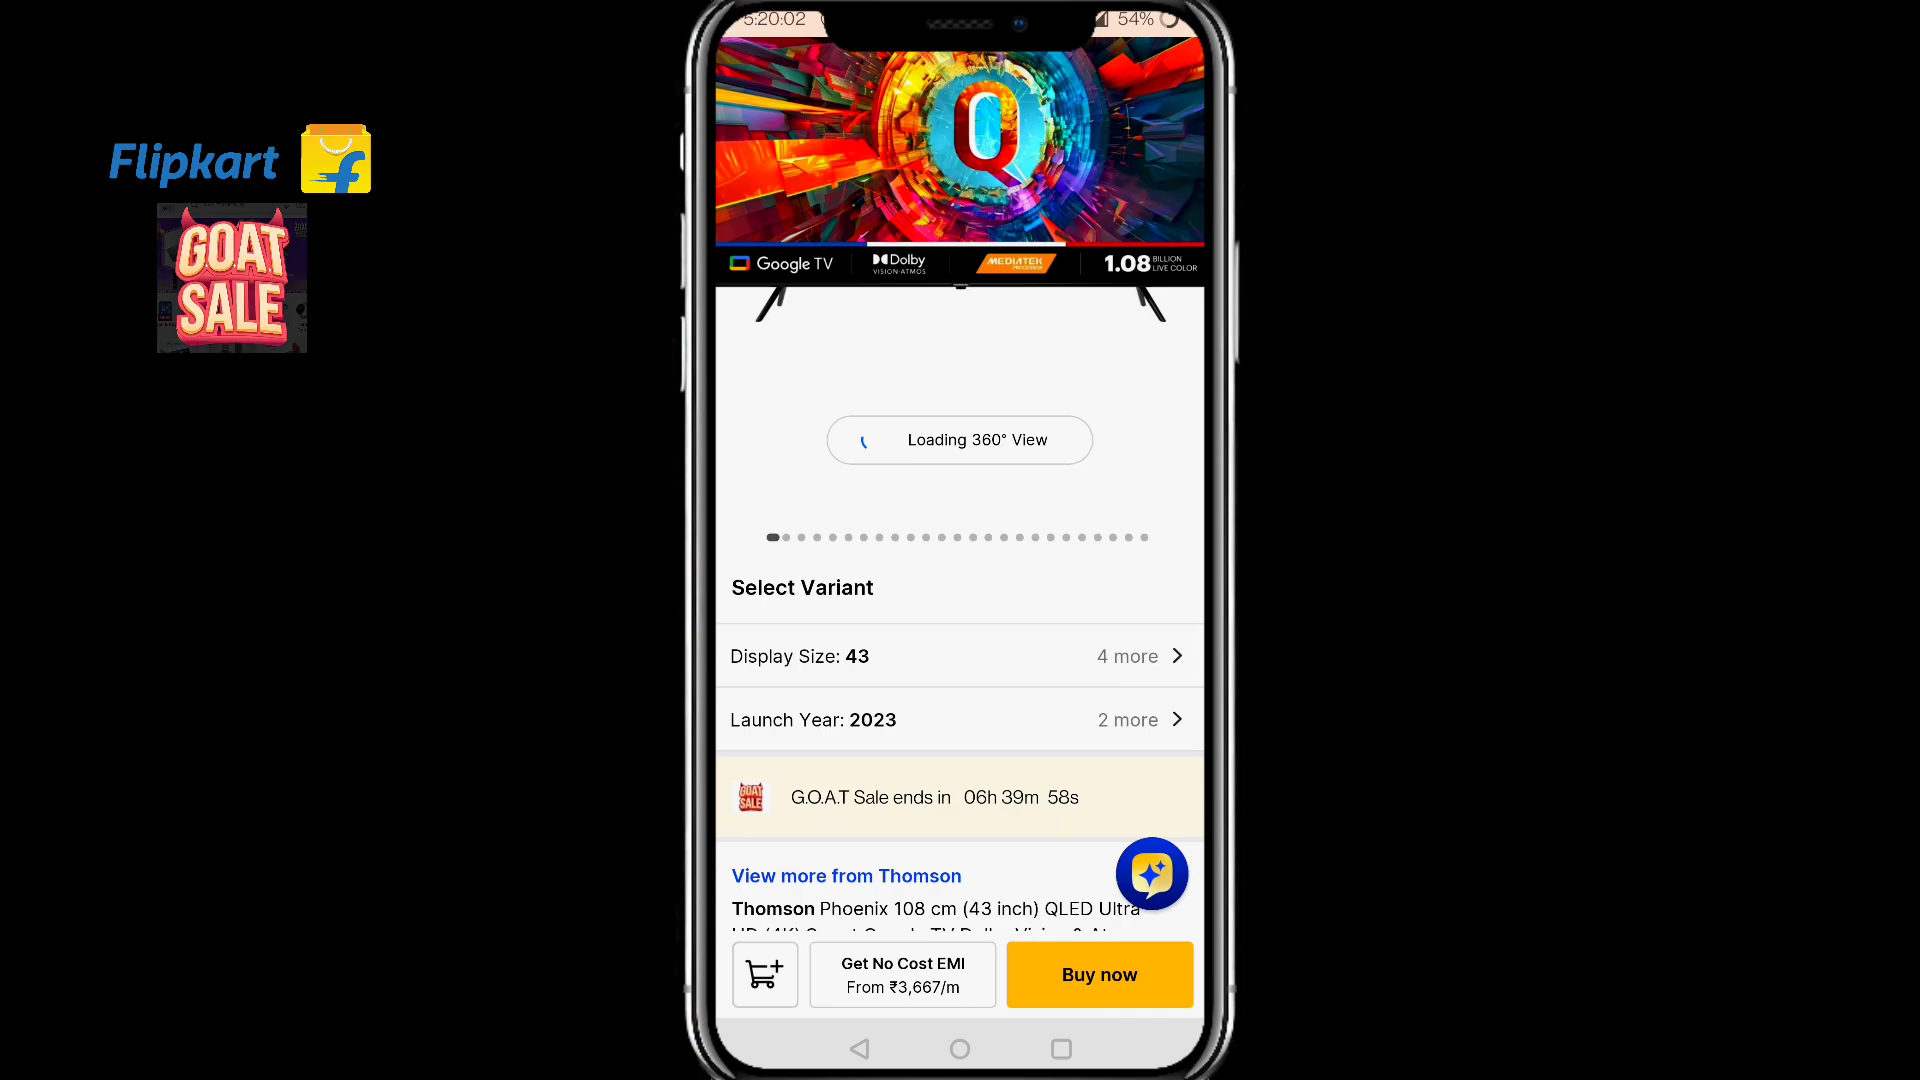 5:20:02
54%
Flipkart
GOAT
SALE
Q
Google TV
Dolby
VISION·ATMOS
MEDIATEK
PROCESSOR
1.08 BILLION
LIVE COLOR
Loading 360° View
Select Variant
Display Size: 43
4 more
Launch Year: 2023
2 more
GOAT
SALE
G.O.A.T Sale ends in 06h 39m 58s
View more from Thomson
Thomson Phoenix 108 cm (43 inch) QLED Ultra
Get No Cost EMI
From ₹3,667/m
Buy now